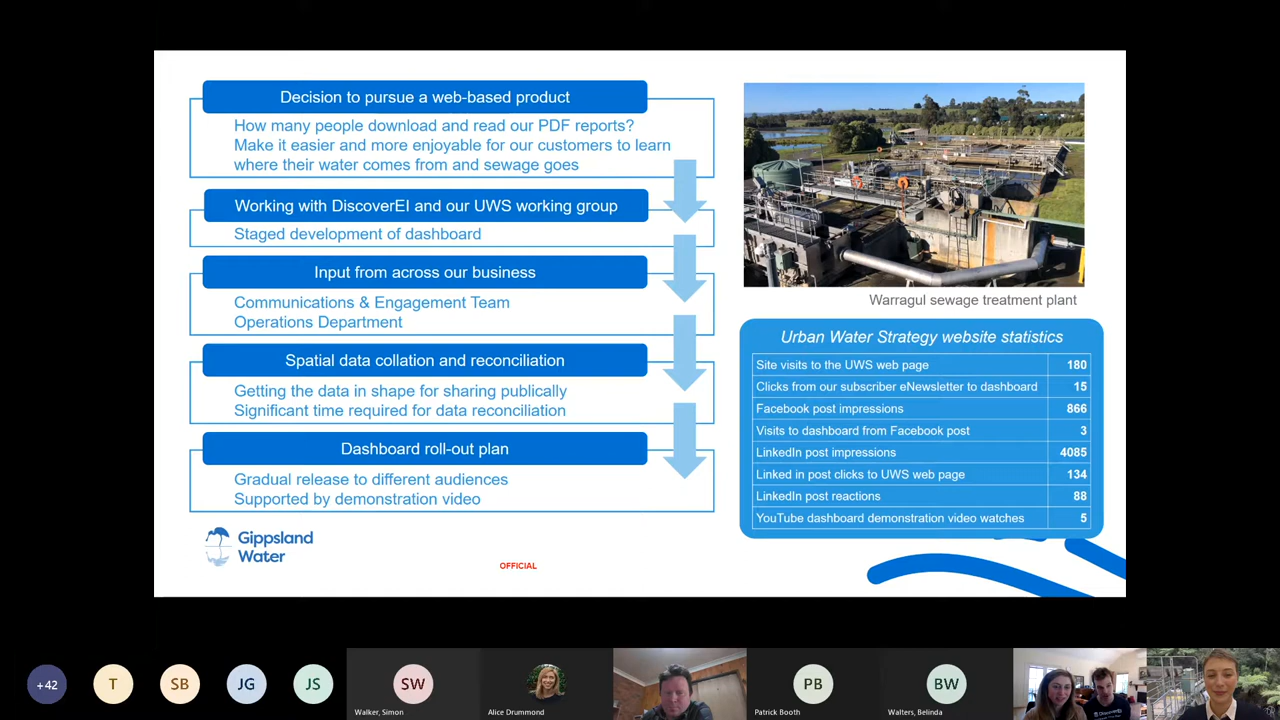 Decision to pursue a web-based product
How many people download and read our PDF reports?
Make it easier and more enjoyable for our customers to learn
where their water comes from and sewage goes
Working with DiscoverEI and our UWS working group
Staged development of dashboard
Input from across our business
Communications & Engagement Team
Operations Department
Spatial data collation and reconciliation
Getting the data in shape for sharing publically
Significant time required for data reconciliation
Dashboard roll-out plan
Gradual release to different audiences
Supported by demonstration video
Gippsland
Water
OFFICIAL
Warragul sewage treatment plant
Urban Water Strategy website statistics
Site visits to the UWS web page 180
Clicks from our subscriber eNewsletter to dashboard 15
Facebook post impressions 866
Visits to dashboard from Facebook post 3
LinkedIn post impressions 4085
Linked in post clicks to UWS web page 134
LinkedIn post reactions 88
YouTube dashboard demonstration video watches 5
+42
T
SB
JG
JS
SW
Walker, Simon
Alice Drummond
PB
Patrick Booth
BW
Walters, Belinda